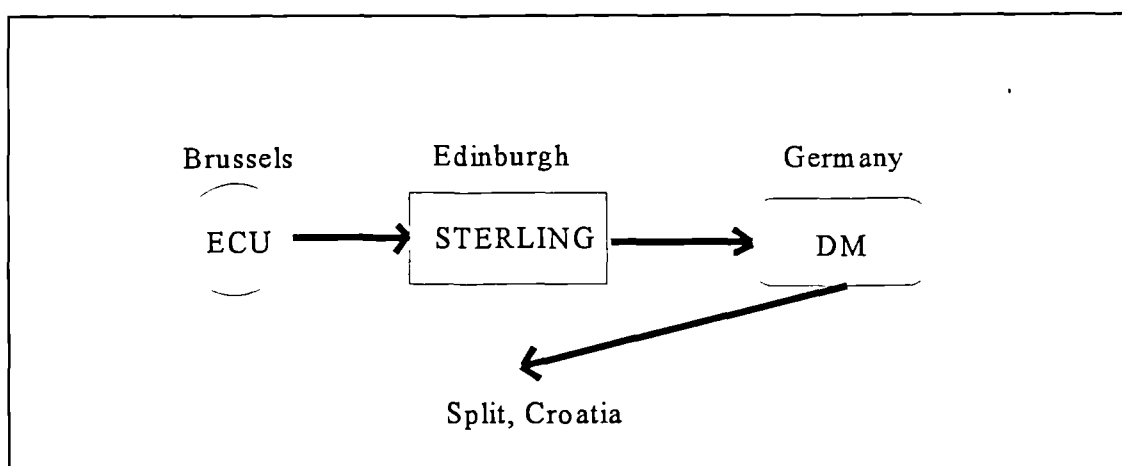 Brussels
Edinburgh
Germany
ECU
STERLING
DM
Split, Croatia